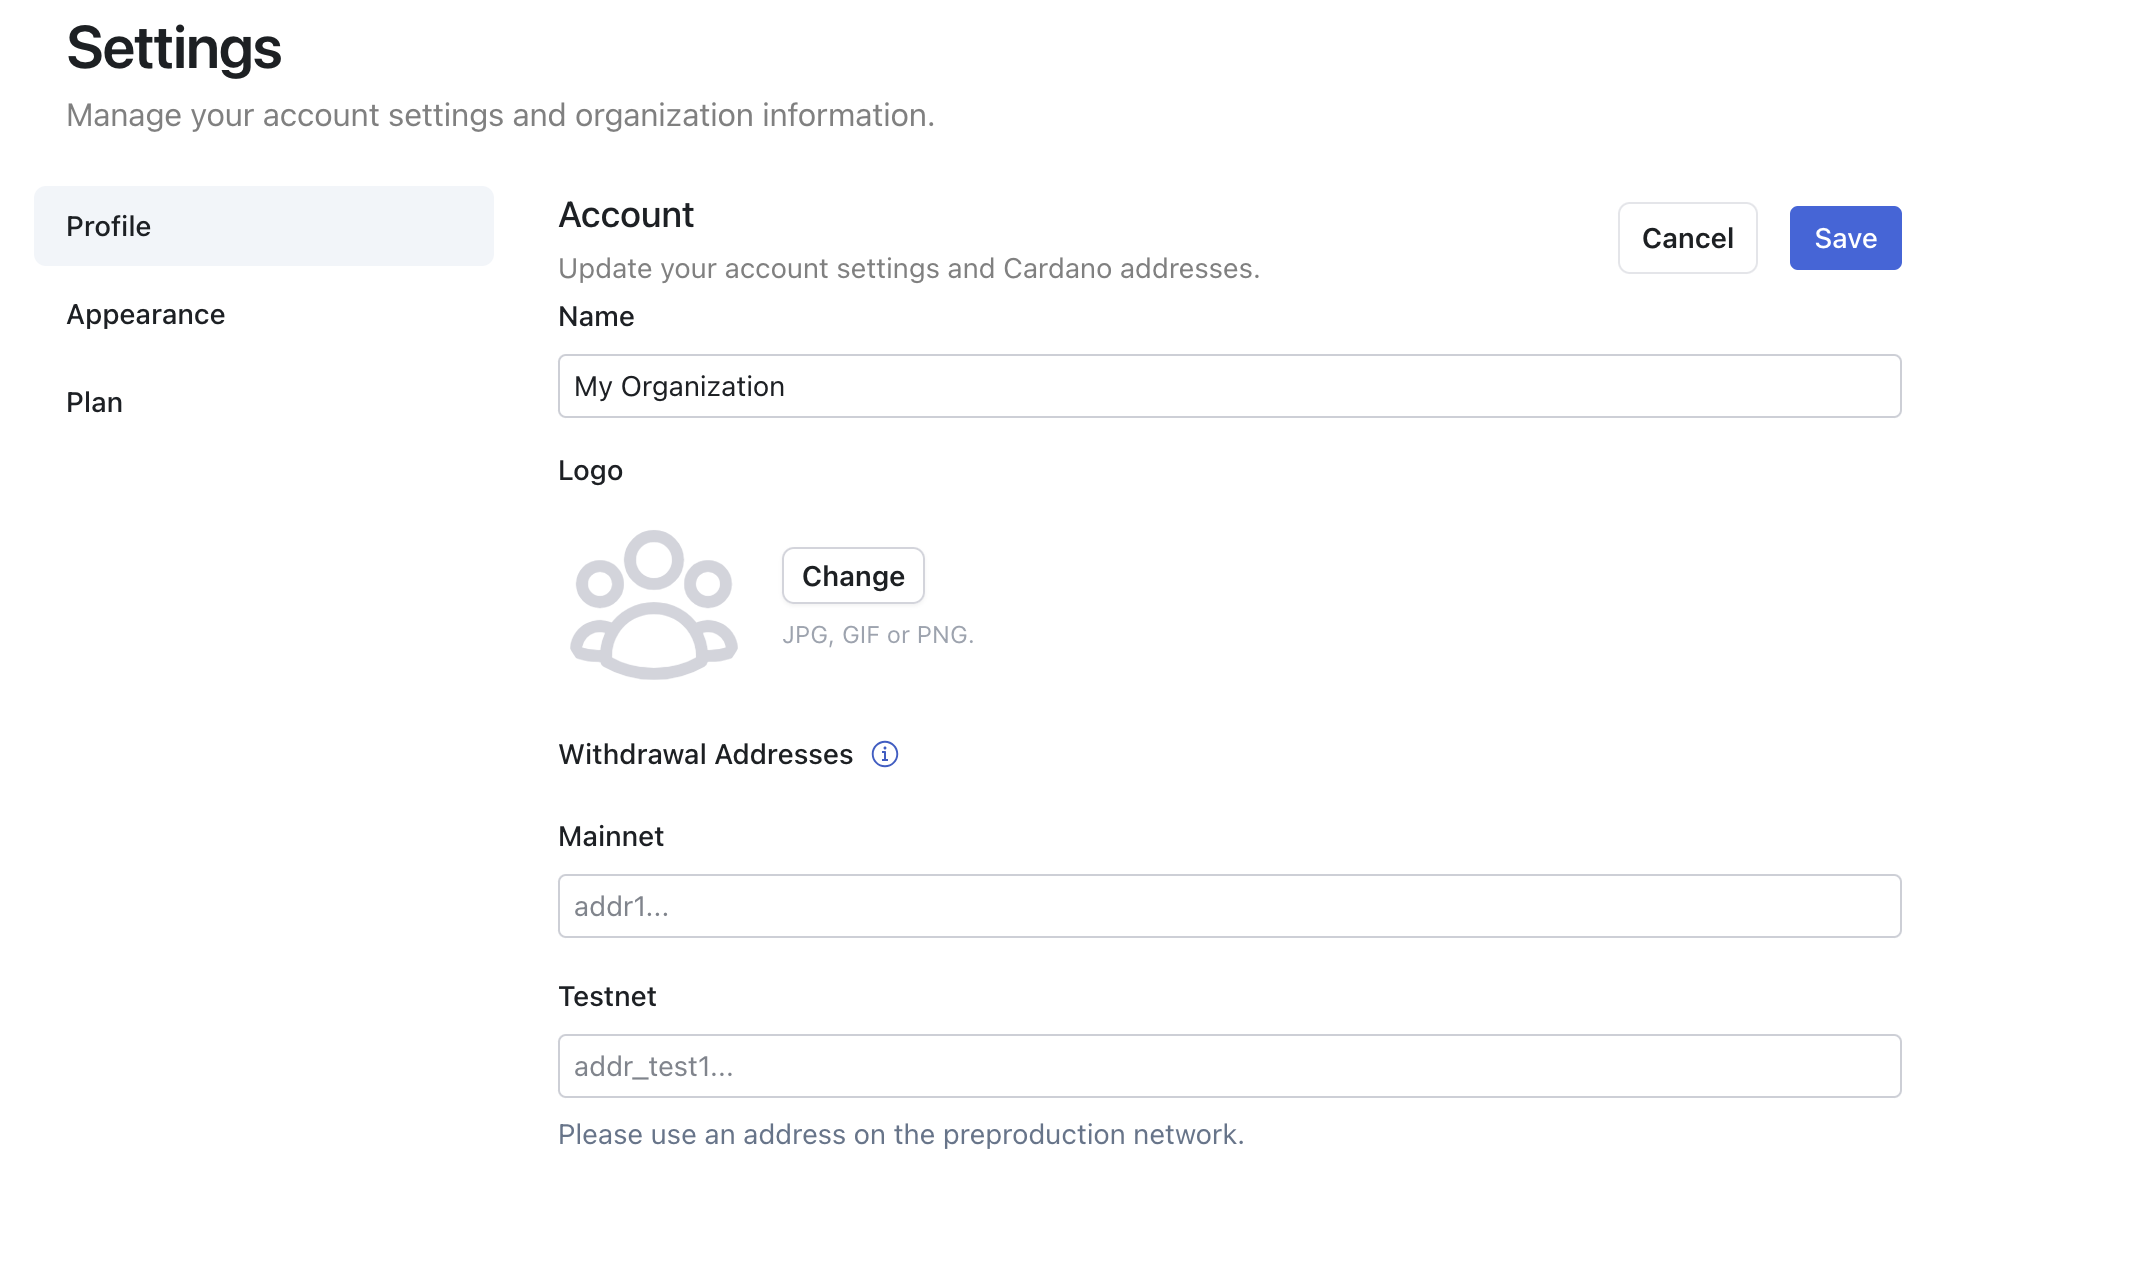 Settings
Manage your account settings and organization information.
Profile
Appearance
Plan
Account
Update your account settings and Cardano addresses.
Cancel
Save
Name
My Organization
Logo
Change
JPG, GIF or PNG.
Withdrawal Addresses
Mainnet
addr1...
Testnet
addr_test1...
Please use an address on the preproduction network.